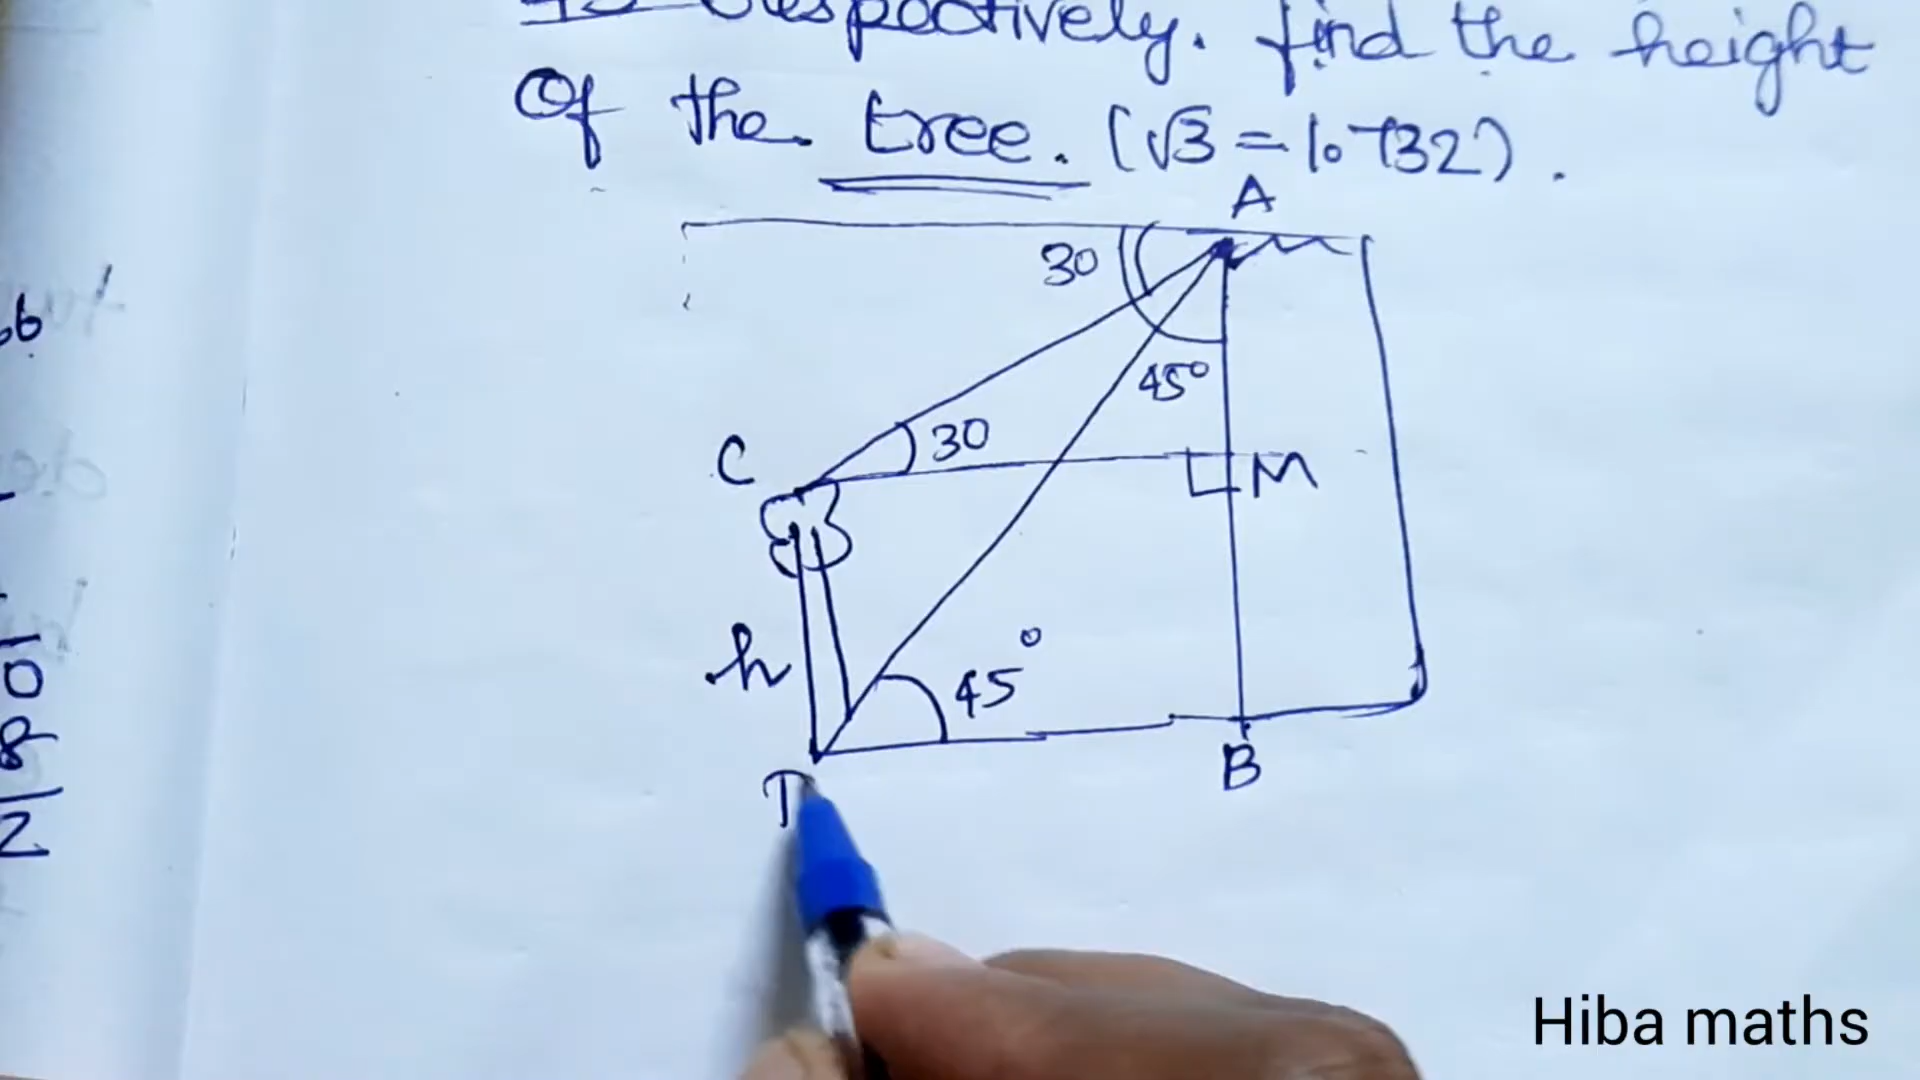 respectively. find the height
Of the tree. (√3 = 1.732).
A
30
45°
C
30
M
h
45°
B
D
Hiba maths